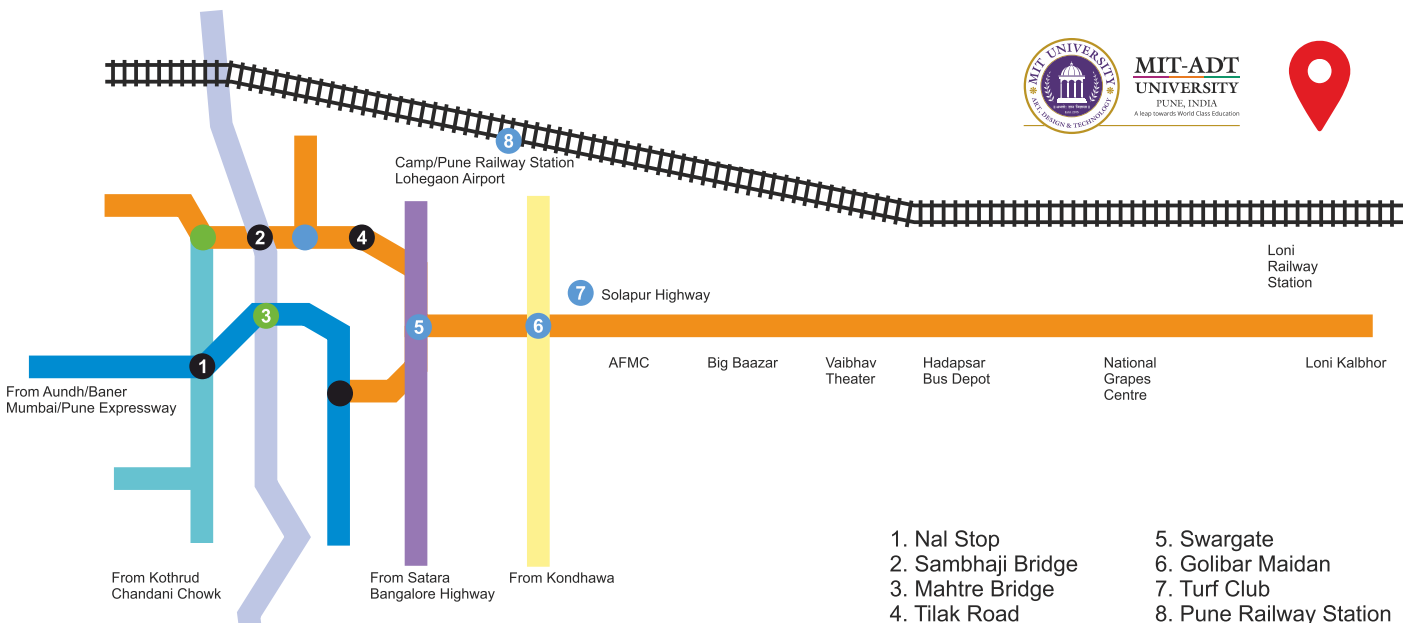 MIT UNIVERSITY
ART, DESIGN & TECHNOLOGY
MIT-ADT
UNIVERSITY
PUNE, INDIA
A leap towards World Class Education
8
Camp/Pune Railway Station
Lohegaon Airport
2
4
Loni
Railway
Station
7
Solapur Highway
3
5
6
1
AFMC
Big Baazar
Vaibhav
Theater
Hadapsar
Bus Depot
National
Grapes
Centre
Loni Kalbhor
From Aundh/Baner
Mumbai/Pune Expressway
From Kothrud
Chandani Chowk
From Satara
Bangalore Highway
From Kondhawa
1. Nal Stop
2. Sambhaji Bridge
3. Mahtre Bridge
4. Tilak Road
5. Swargate
6. Golibar Maidan
7. Turf Club
8. Pune Railway Station